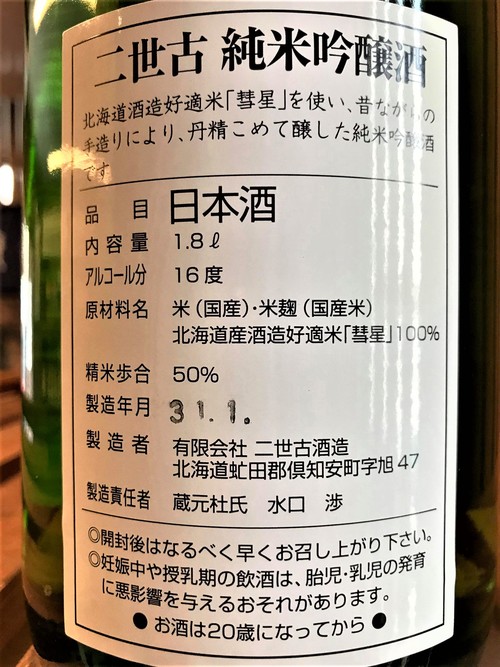 二世古 純米吟醸酒
北海道酒造好適米「彗星」を使い、昔ながらの
手造りにより、丹精こめて醸した純米吟醸酒
です
品目 日本酒
内容量 1.8ℓ
アルコール分 16度
原材料名 米(国産)・米麹(国産米)
北海道産酒造好適米「彗星」100%
精米歩合 50%
製造年月 31.1.
製造者 有限会社 二世古酒造
北海道虻田郡倶知安町字旭47
製造責任者 蔵元杜氏 水口 渉
◎開封後はなるべく早くお召し上がり下さい。
◎妊娠中や授乳期の飲酒は、胎児・乳児の発育
に悪影響を与えるおそれがあります。
●お酒は20歳になってから●